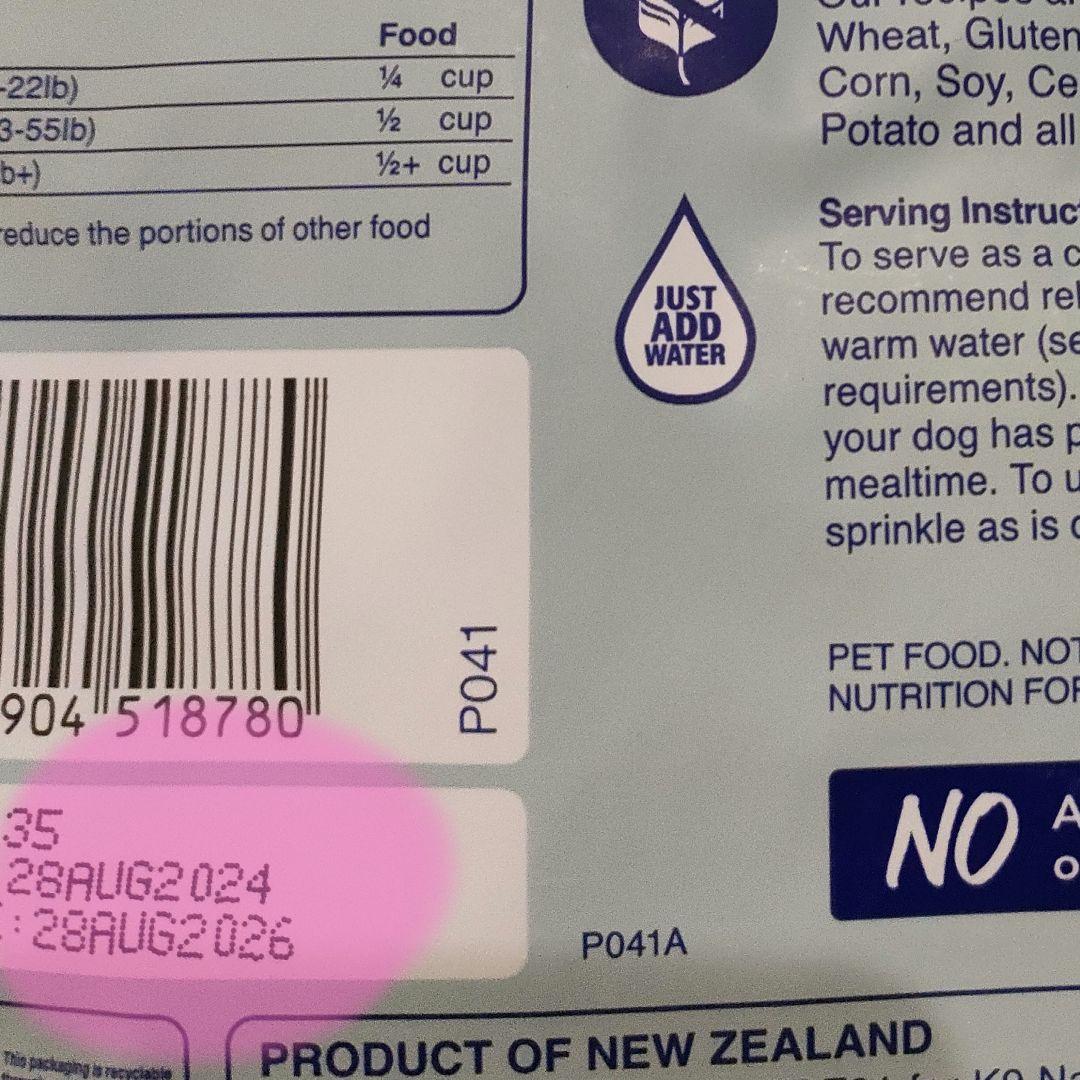 Food
-22lb) ¼ cup
3-55lb) ½ cup
b+) ½+ cup
reduce the portions of other food
904 518780
P041
35
28AUG2024
: 28AUG2026
This packaging is recyclable
Wheat, Gluten
Corn, Soy, Ce
Potato and all
JUST
ADD
WATER
Serving Instruc
To serve as a c
recommend rel
warm water (se
requirements).
your dog has p
mealtime. To u
sprinkle as is
PET FOOD. NOT
NUTRITION FOR
NO
P041A
PRODUCT OF NEW ZEALAND